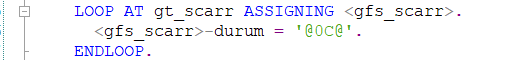 LOOP AT gt_scarr ASSIGNING <gfs_scarr>.
<gfs_scarr>-durum = '@0C@'.
ENDLOOP.